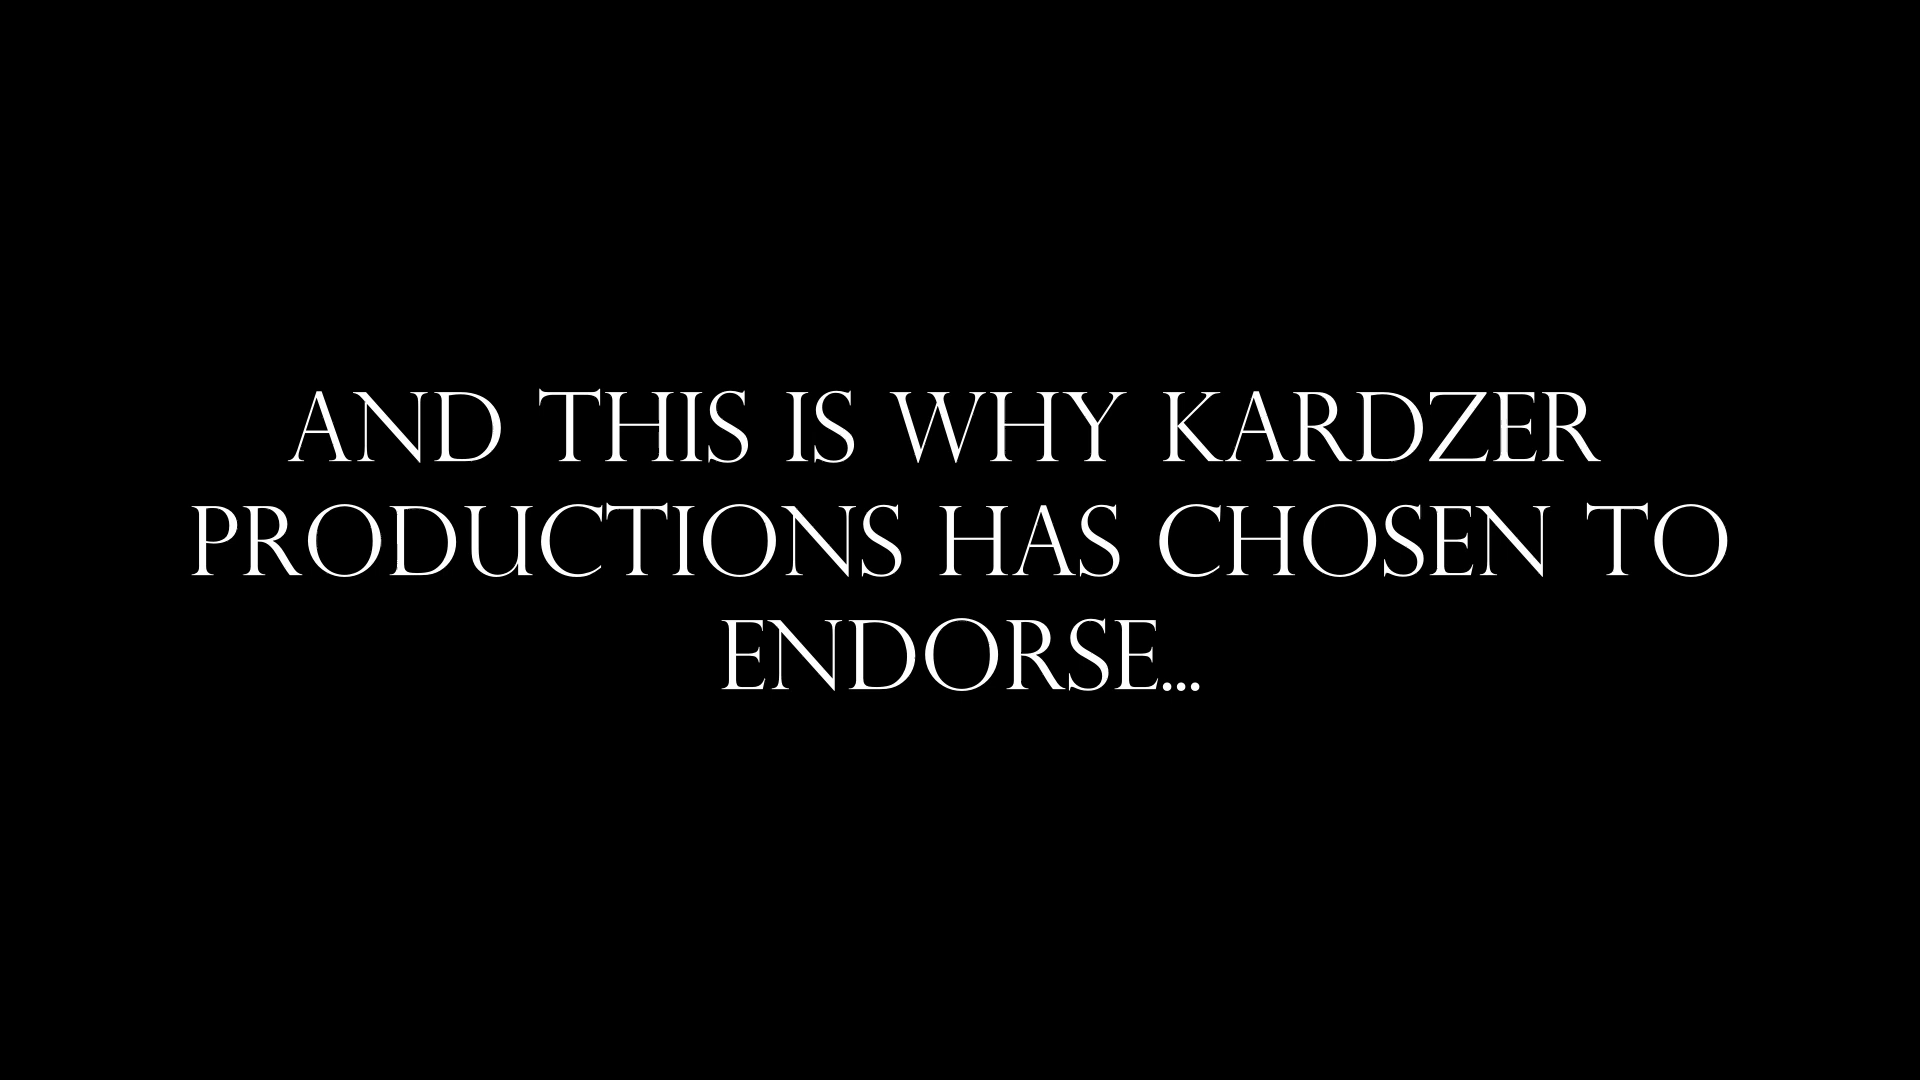 AND THIS IS WHY KARDZER
PRODUCTIONS HAS CHOSEN TO
ENDORSE...